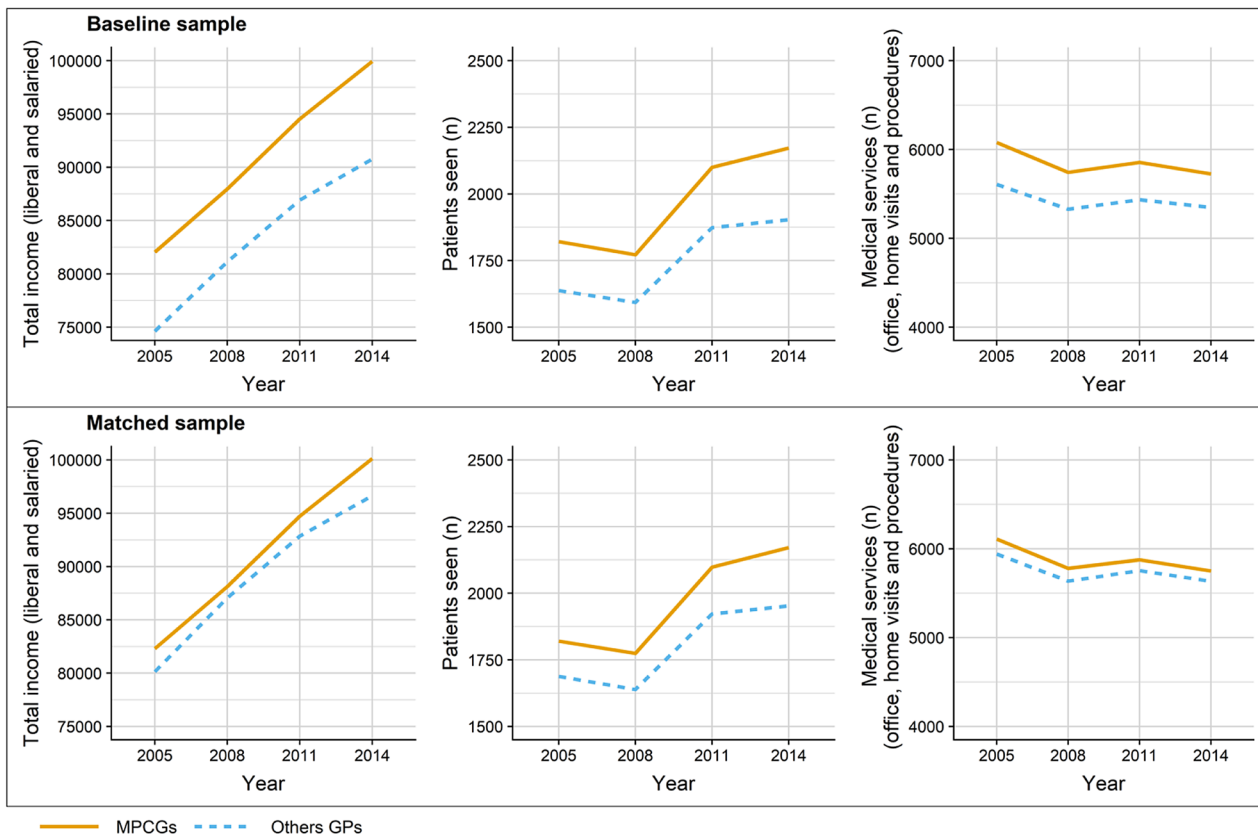 Baseline sample
Total income (liberal and salaried)
100000
95000
90000
85000
80000
75000
2005 2008 2011 2014
Year
Patients seen (n)
2500
2250
2000
1750
1500
2005 2008 2011 2014
Year
Medical services (n)
(office, home visits and procedures)
7000
6000
5000
4000
2005 2008 2011 2014
Year
Matched sample
Total income (liberal and salaried)
100000
95000
90000
85000
80000
75000
2005 2008 2011 2014
Year
Patients seen (n)
2500
2250
2000
1750
1500
2005 2008 2011 2014
Year
Medical services (n)
(office, home visits and procedures)
7000
6000
5000
4000
2005 2008 2011 2014
Year
MPCGs Others GPs